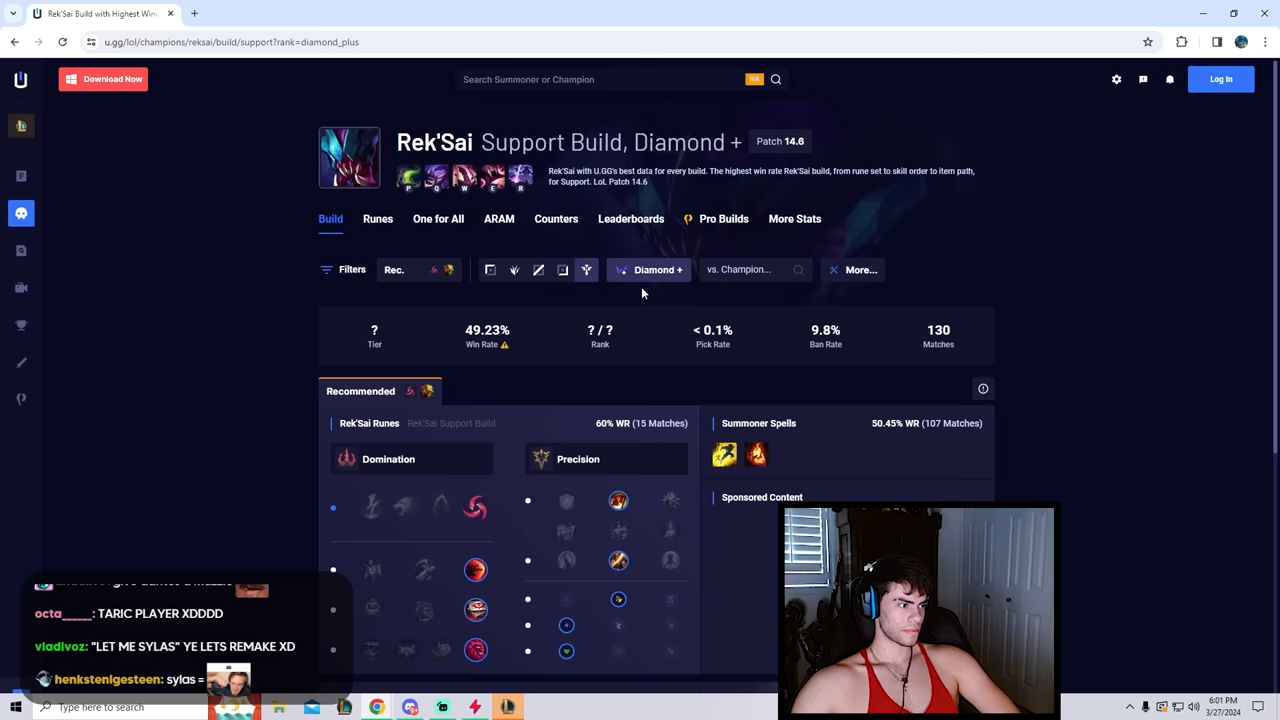 Rek'Sai Build with Highest Win
u.gg/lol/champions/reksai/build/support?rank=diamond_plus
Download Now
Search Summoner or Champion
NA
Log In
Rek'Sai Support Build, Diamond +
Patch 14.6
P Q W E R
Rek'Sai with U.GG's best data for every build. The highest win rate Rek'Sai build, from rune set to skill order to item path,
for Support. LoL Patch 14.6
Build Runes One for All ARAM Counters Leaderboards Pro Builds More Stats
Filters Rec. Diamond + vs. Champion... More...
? 49.23% ? / ? < 0.1% 9.8% 130
Tier Win Rate Rank Pick Rate Ban Rate Matches
Recommended
Rek'Sai Runes Rek'Sai Support Build 60% WR (15 Matches)
Summoner Spells 50.45% WR (107 Matches)
Domination Precision
Sponsored Content
octa_____: TARIC PLAYER XDDDD
vladivoz: "LET ME SYLAS" YE LETS REMAKE XD
henkstenlgesteen: sylas =
Type here to search
6:01 PM
3/27/2024